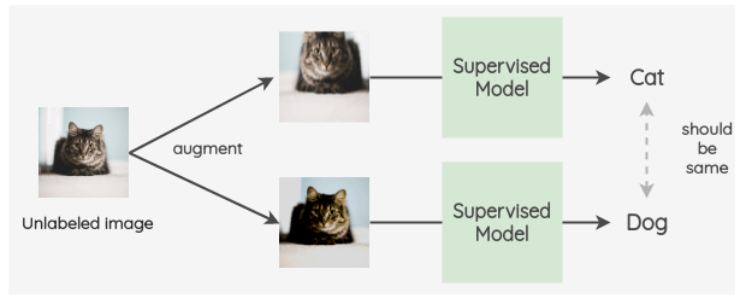 Supervised
Model
Cat
augment
should
be
same
Unlabeled image
Supervised
Model
Dog